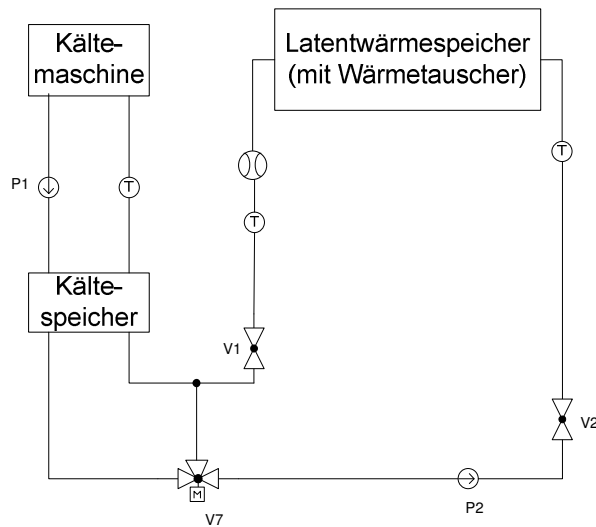 Kälte-
maschine
Latentwärmespeicher
(mit Wärmetauscher)
T
P1
T
T
Kälte-
speicher
V1
V2
M
P2
V7